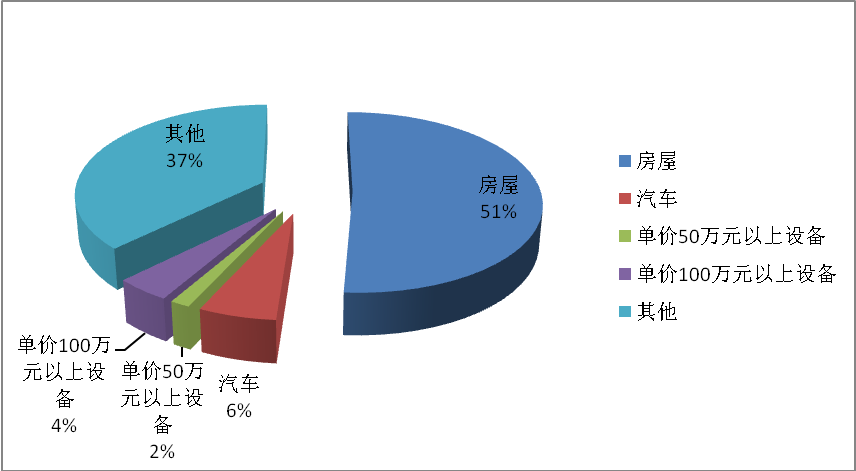 其他
37%
房屋
51%
单价100万
元以上设
备
4%
单价50万
元以上设
备
2%
汽车
6%
房屋
汽车
单价50万元以上设备
单价100万元以上设备
其他